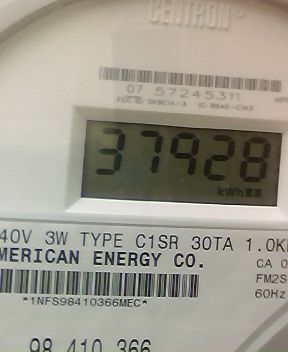 CENTRON®
07 57245311
37928
kWh
40V 3W TYPE C1SR 30TA 1.0K
MERICAN ENERGY CO.
CA 0
FM2S
60Hz
*1NFS98410366MEC*
98 410 366